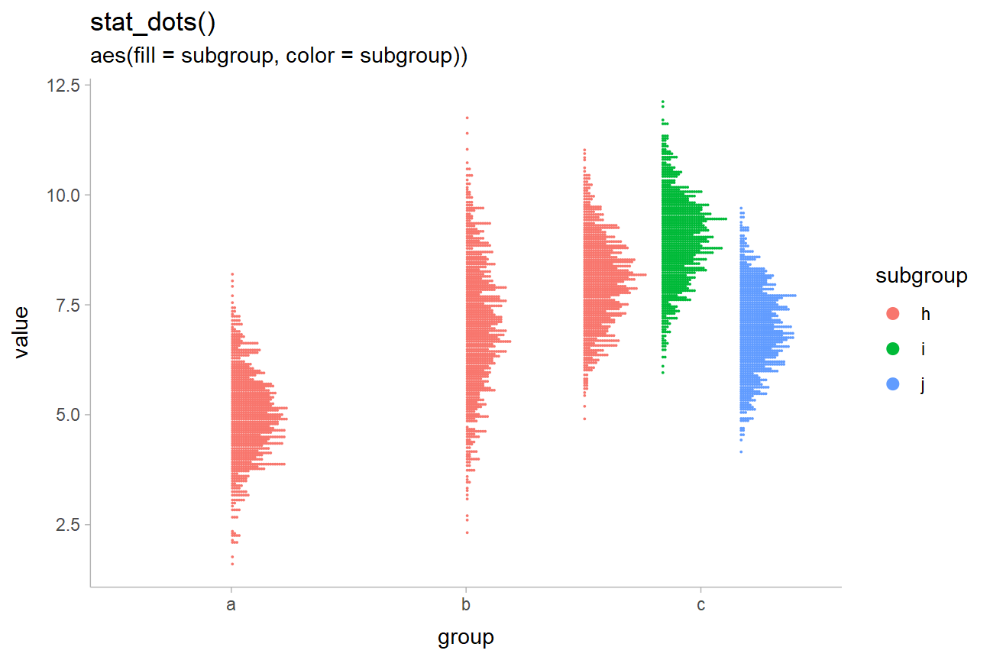 stat_dots()
aes(fill = subgroup, color = subgroup))
12.5
10.0
7.5
5.0
2.5
value
a b c
group
subgroup
h
i
j